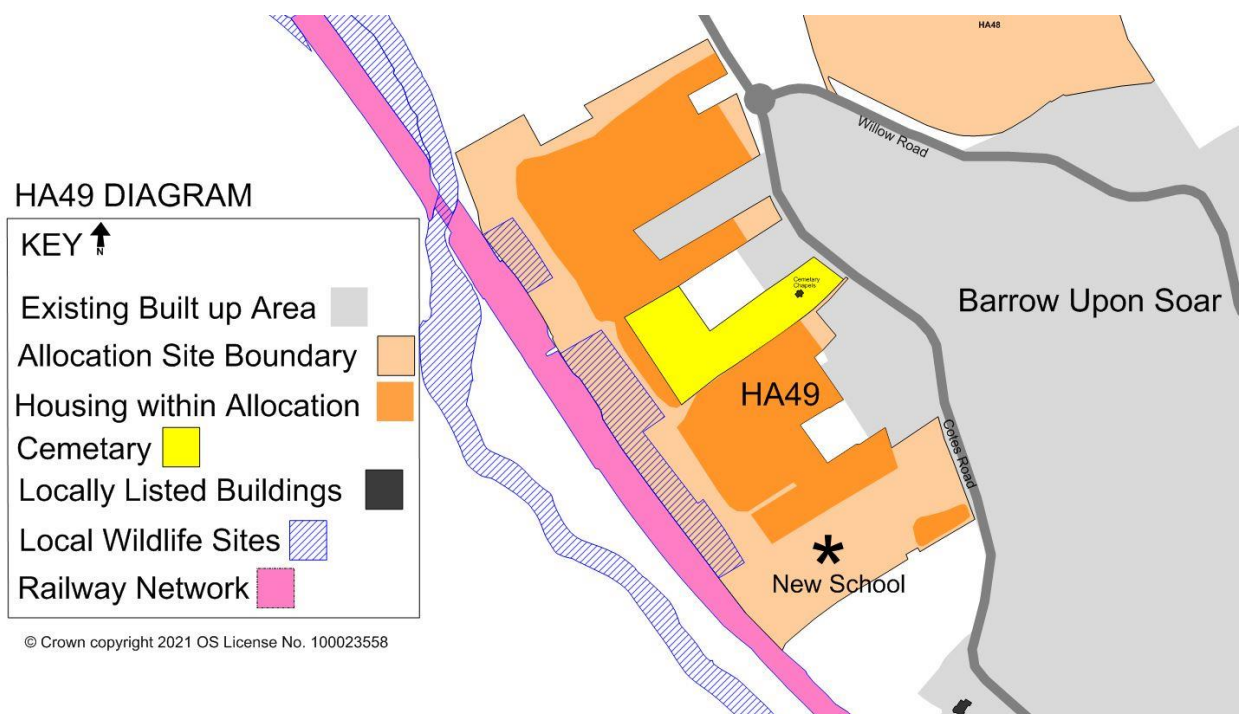 HA48
Willow Road
HA49 DIAGRAM
KEY
N
Existing Built up Area
Allocation Site Boundary
Housing within Allocation
Cemetary
Locally Listed Buildings
Local Wildlife Sites
Railway Network
© Crown copyright 2021 OS License No. 100023558
Cemetary
Chapels
Barrow Upon Soar
HA49
Cotes Road
*
New School